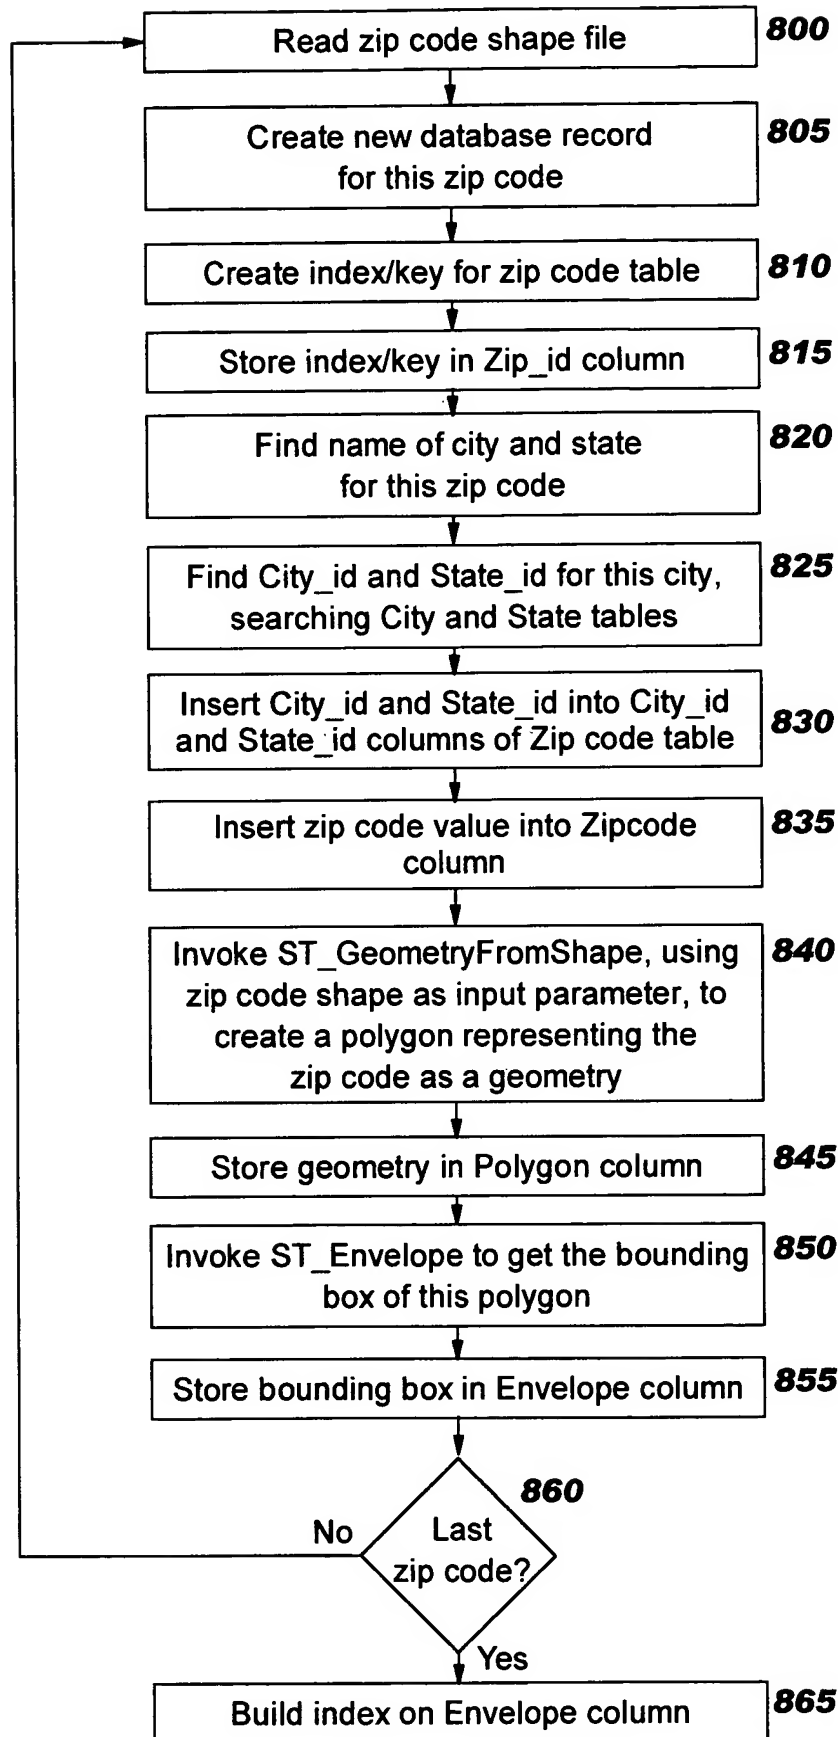 Read zip code shape file
800
Create new database record
for this zip code
805
Create index/key for zip code table
810
Store index/key in Zip_id column
815
Find name of city and state
for this zip code
820
Find City_id and State_id for this city,
searching City and State tables
825
Insert City_id and State_id into City_id
and State_id columns of Zip code table
830
Insert zip code value into Zipcode
column
835
Invoke ST_GeometryFromShape, using
zip code shape as input parameter, to
create a polygon representing the
zip code as a geometry
840
Store geometry in Polygon column
845
Invoke ST_Envelope to get the bounding
box of this polygon
850
Store bounding box in Envelope column
855
860
No
Last
zip code?
Yes
Build index on Envelope column
865